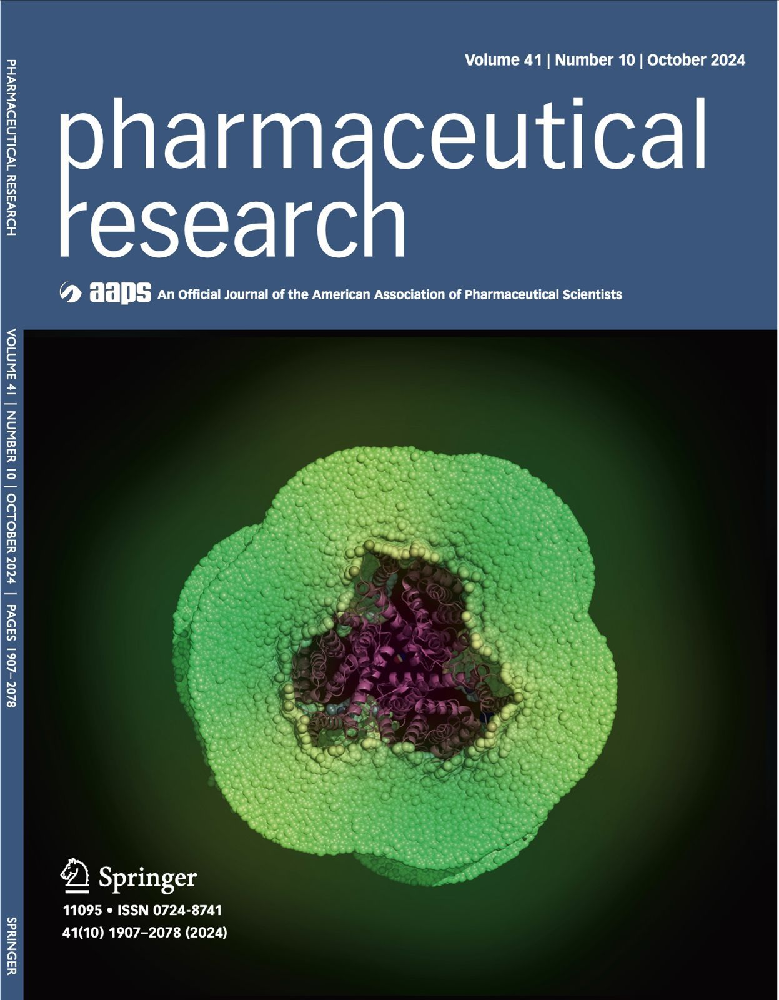 Volume 41 | Number 10 | October 2024
pharmaceutical
research
aaps An Official Journal of the American Association of Pharmaceutical Scientists
PHARMACEUTICAL RESEARCH
VOLUME 41 | NUMBER 10 | OCTOBER 2024 | PAGES 1907–2078
SPRINGER
Springer
11095 • ISSN 0724-8741
41(10) 1907–2078 (2024)